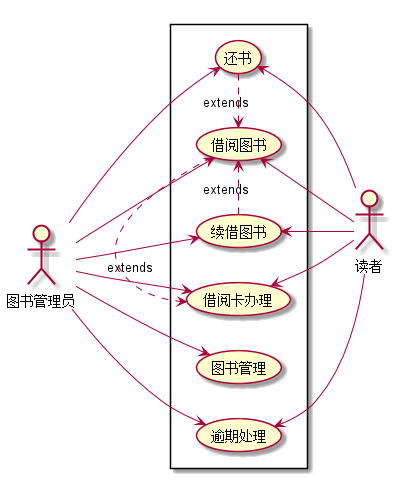 还书
extends
借阅图书
extends
续借图书
图书管理员
读者
extends
借阅卡办理
图书管理
逾期处理